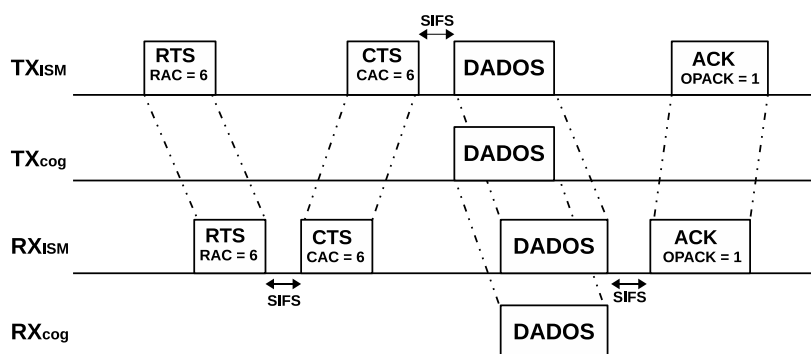 SIFS
TXISM
RTS
RAC = 6
CTS
CAC = 6
DADOS
ACK
OPACK = 1
TXcog
DADOS
RXISM
RTS
RAC = 6
CTS
CAC = 6
DADOS
ACK
OPACK = 1
SIFS
SIFS
RXcog
DADOS